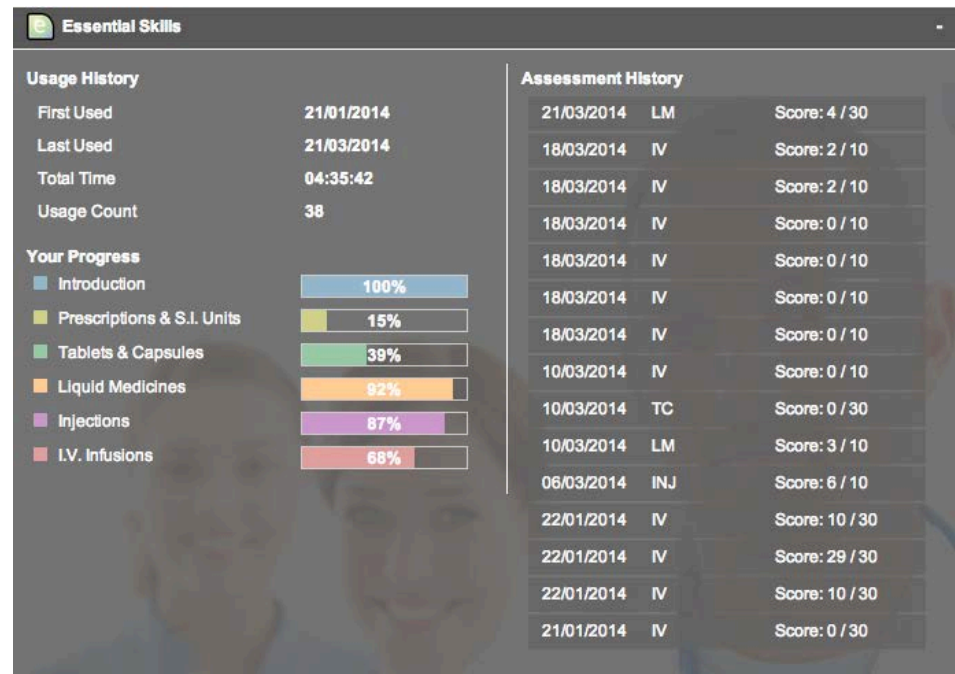 Essential Skills -
Usage History
First Used 21/01/2014
Last Used 21/03/2014
Total Time 04:35:42
Usage Count 38
Your Progress
Introduction 100%
Prescriptions & S.I. Units 15%
Tablets & Capsules 39%
Liquid Medicines 92%
Injections 87%
I.V. Infusions 68%
Assessment History
21/03/2014 LM Score: 4 / 30
18/03/2014 IV Score: 2 / 10
18/03/2014 IV Score: 2 / 10
18/03/2014 IV Score: 0 / 10
18/03/2014 IV Score: 0 / 10
18/03/2014 IV Score: 0 / 10
18/03/2014 IV Score: 0 / 10
10/03/2014 IV Score: 0 / 10
10/03/2014 TC Score: 0 / 30
10/03/2014 LM Score: 3 / 10
06/03/2014 INJ Score: 6 / 10
22/01/2014 IV Score: 10 / 30
22/01/2014 IV Score: 29 / 30
22/01/2014 IV Score: 10 / 30
21/01/2014 IV Score: 0 / 30